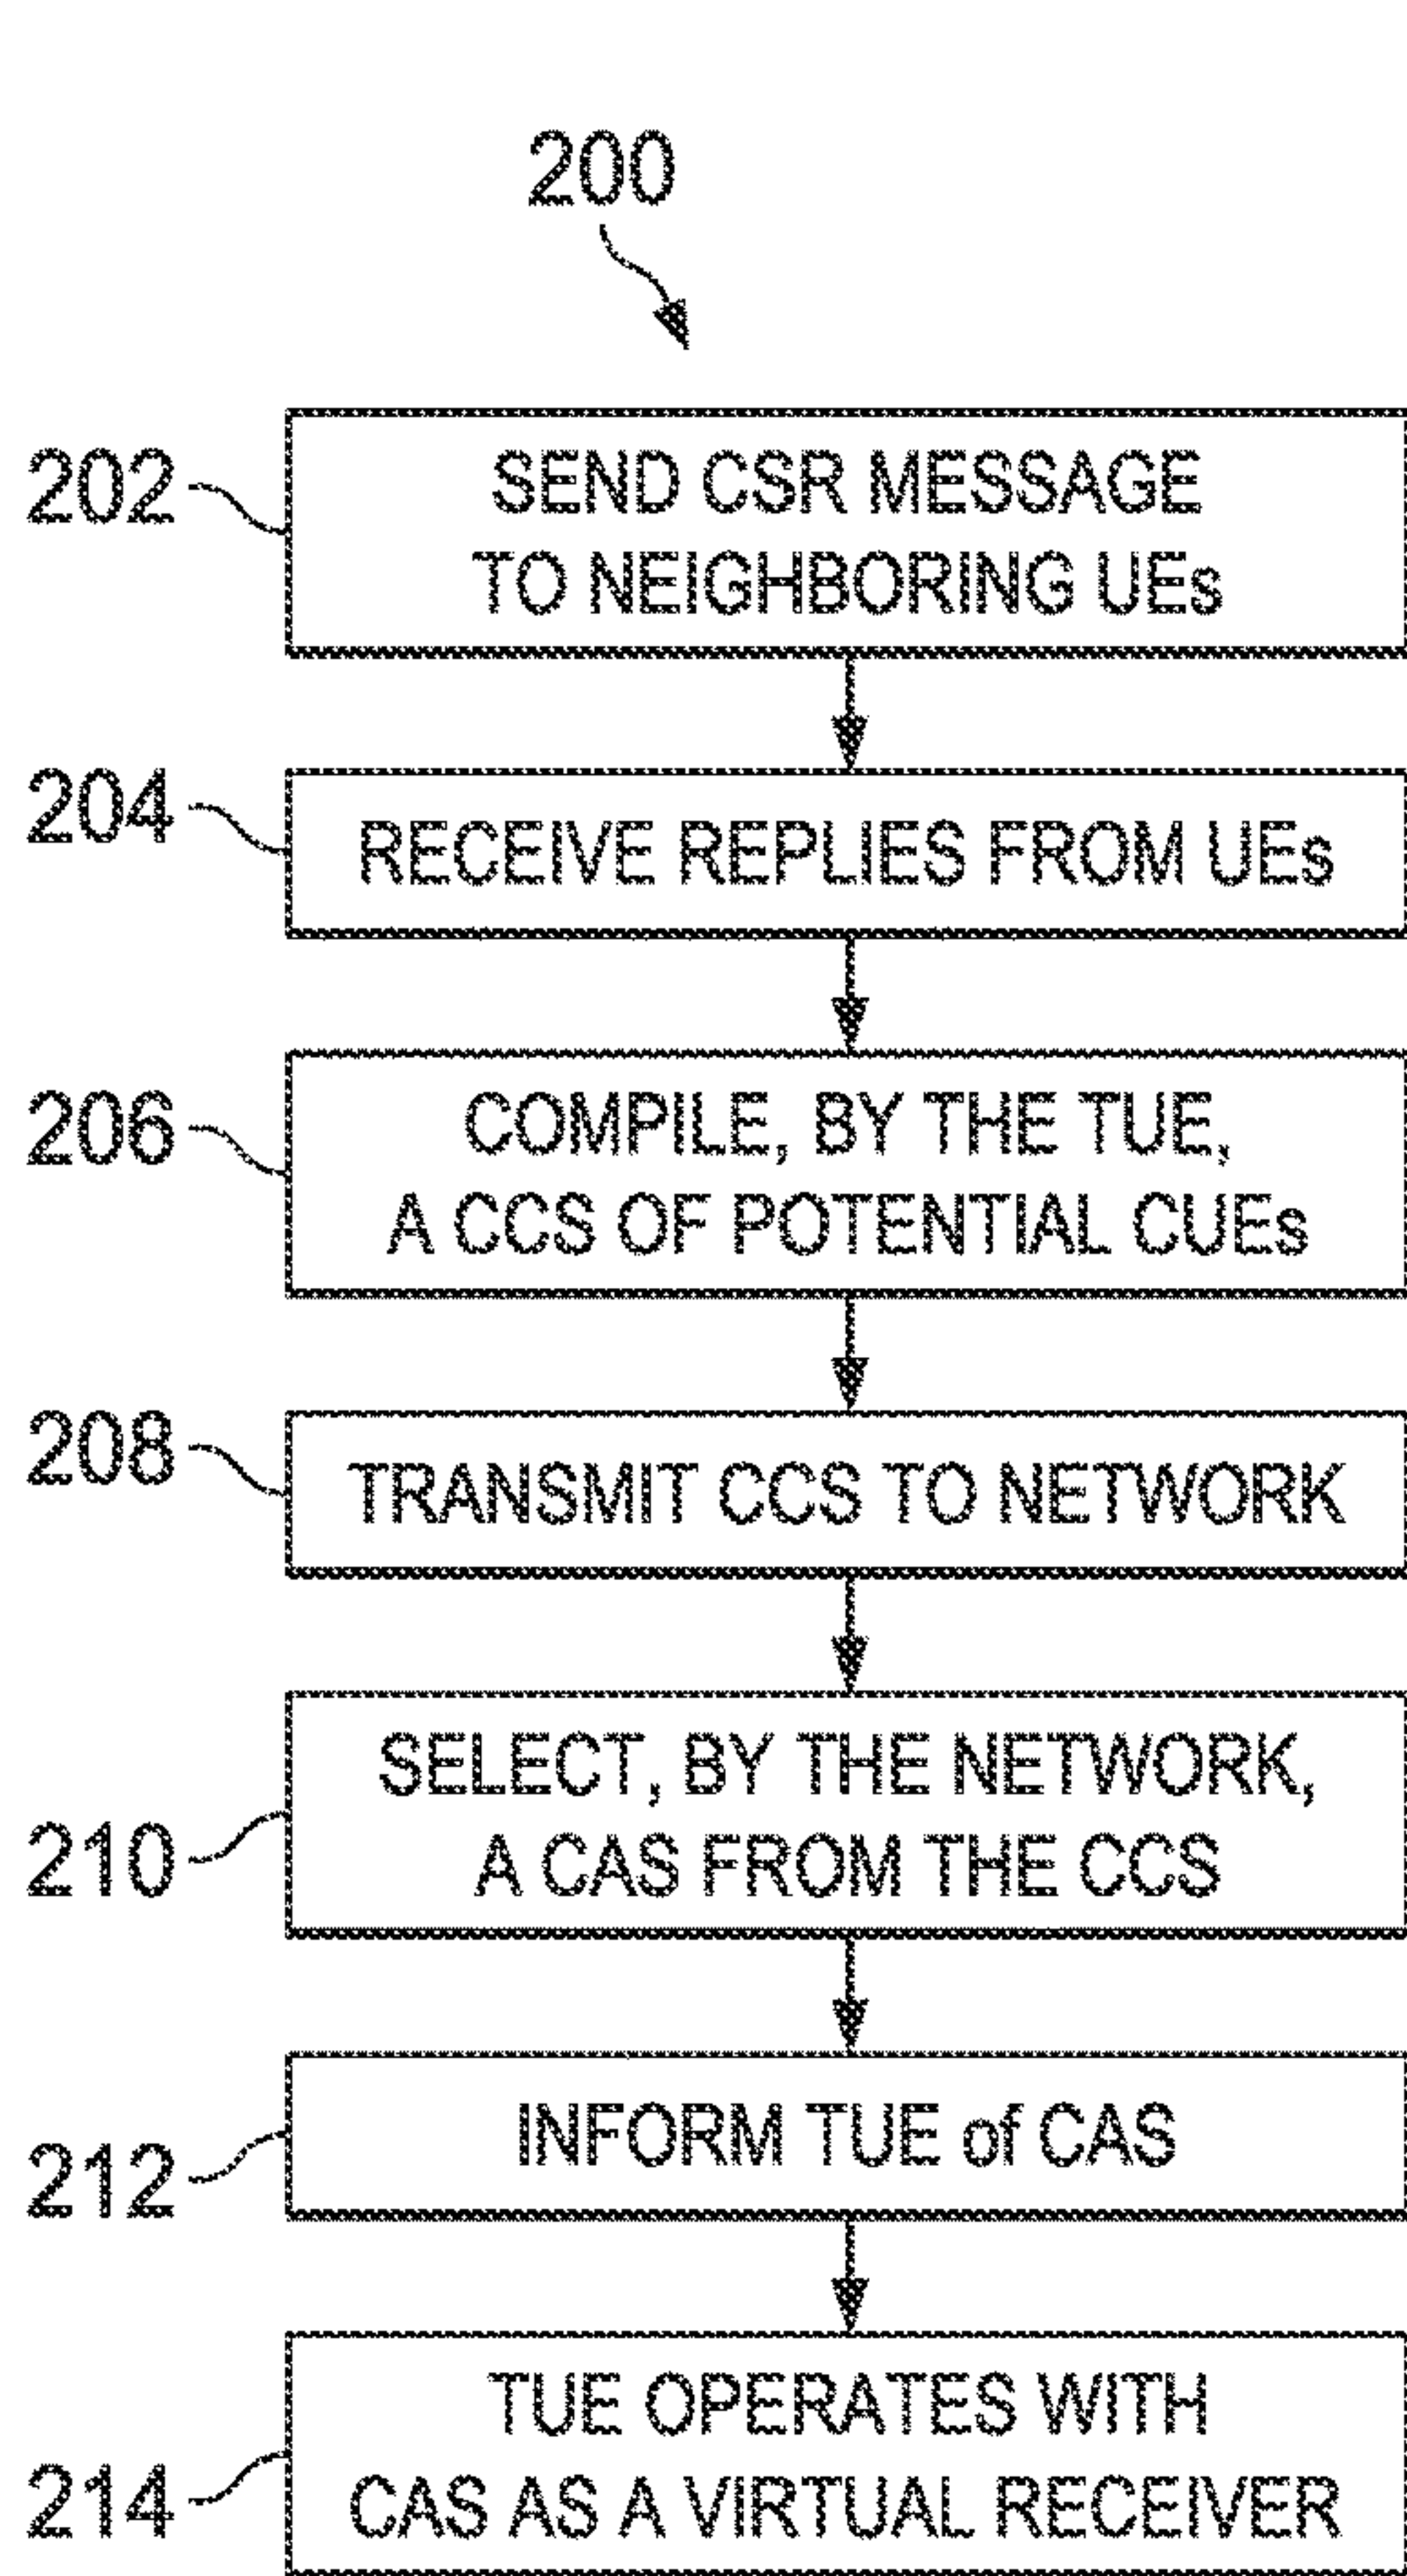 200
202
SEND CSR MESSAGE
TO NEIGHBORING UEs
204
RECEIVE REPLIES FROM UEs
206
COMPILE, BY THE TUE,
A CCS OF POTENTIAL CUEs
208
TRANSMIT CCS TO NETWORK
210
SELECT, BY THE NETWORK,
A CAS FROM THE CCS
212
INFORM TUE of CAS
214
TUE OPERATES WITH
CAS AS A VIRTUAL RECEIVER